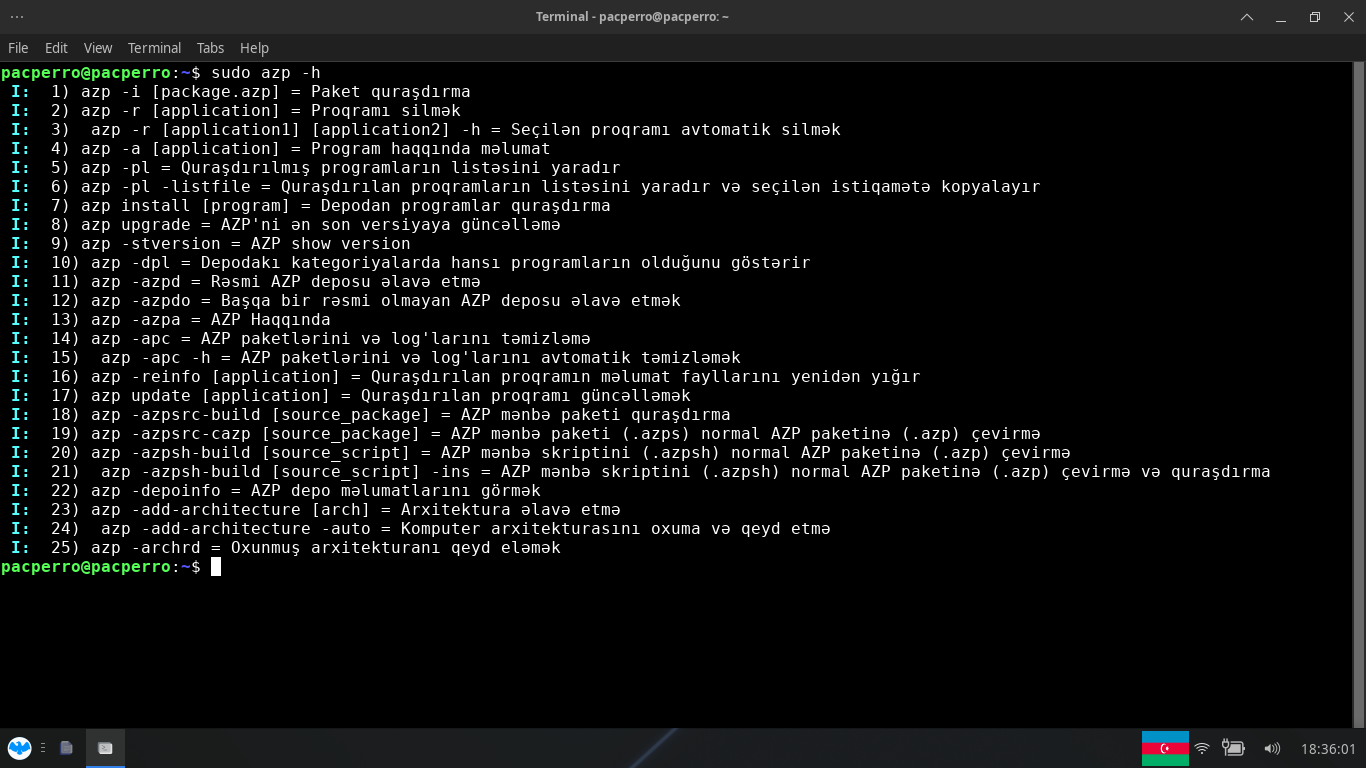 Terminal - pacperro@pacperro: ~
File Edit View Terminal Tabs Help
pacperro@pacperro:~$ sudo azp -h
I: 1) azp -i [package.azp] = Paket quraşdırma
I: 2) azp -r [application] = Proqramı silmək
I: 3)  azp -r [application1] [application2] -h = Seçilən proqramı avtomatik silmək
I: 4) azp -a [application] = Program haqqında məlumat
I: 5) azp -pl = Quraşdırılmış programların listəsini yaradır
I: 6) azp -pl -listfile = Quraşdırılan proqramların listəsini yaradır və seçilən istiqamətə kopyalayır
I: 7) azp install [program] = Depodan programlar quraşdırma
I: 8) azp upgrade = AZP'ni ən son versiyaya güncəlləmə
I: 9) azp -stversion = AZP show version
I: 10) azp -dpl = Depodakı kategoriyalarda hansı programların olduğunu göstərir
I: 11) azp -azpd = Rəsmi AZP deposu əlavə etmə
I: 12) azp -azpdo = Başqa bir rəsmi olmayan AZP deposu əlavə etmək
I: 13) azp -azpa = AZP Haqqında
I: 14) azp -apc = AZP paketlərini və log'larını təmizləmə
I: 15)  azp -apc -h = AZP paketlərini və log'larını avtomatik təmizləmək
I: 16) azp -reinfo [application] = Quraşdırılan proqramın məlumat fayllarını yenidən yığır
I: 17) azp update [application] = Quraşdırılan proqramı güncəlləmək
I: 18) azp -azpsrc-build [source_package] = AZP mənbə paketi quraşdırma
I: 19) azp -azpsrc-cazp [source_package] = AZP mənbə paketi (.azps) normal AZP paketinə (.azp) çevirmə
I: 20) azp -azpsh-build [source_script] = AZP mənbə skriptini (.azpsh) normal AZP paketinə (.azp) çevirmə
I: 21)  azp -azpsh-build [source_script] -ins = AZP mənbə skriptini (.azpsh) normal AZP paketinə (.azp) çevirmə və quraşdırma
I: 22) azp -depoinfo = AZP depo məlumatlarını görmək
I: 23) azp -add-architecture [arch] = Arxitektura əlavə etmə
I: 24)  azp -add-architecture -auto = Komputer arxitekturasını oxuma və qeyd etmə
I: 25) azp -archrd = Oxunmuş arxitekturanı qeyd eləmək
pacperro@pacperro:~$
18:36:01